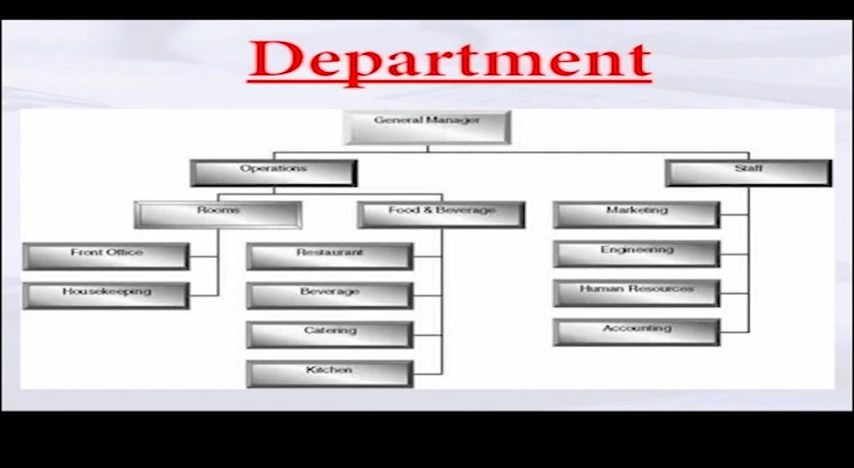 Department
General Manager
Operations
Staff
Rooms
Food & Beverage
Marketing
Front Office
Restaurant
Engineering
Housekeeping
Beverage
Human Resources
Catering
Accounting
Kitchen